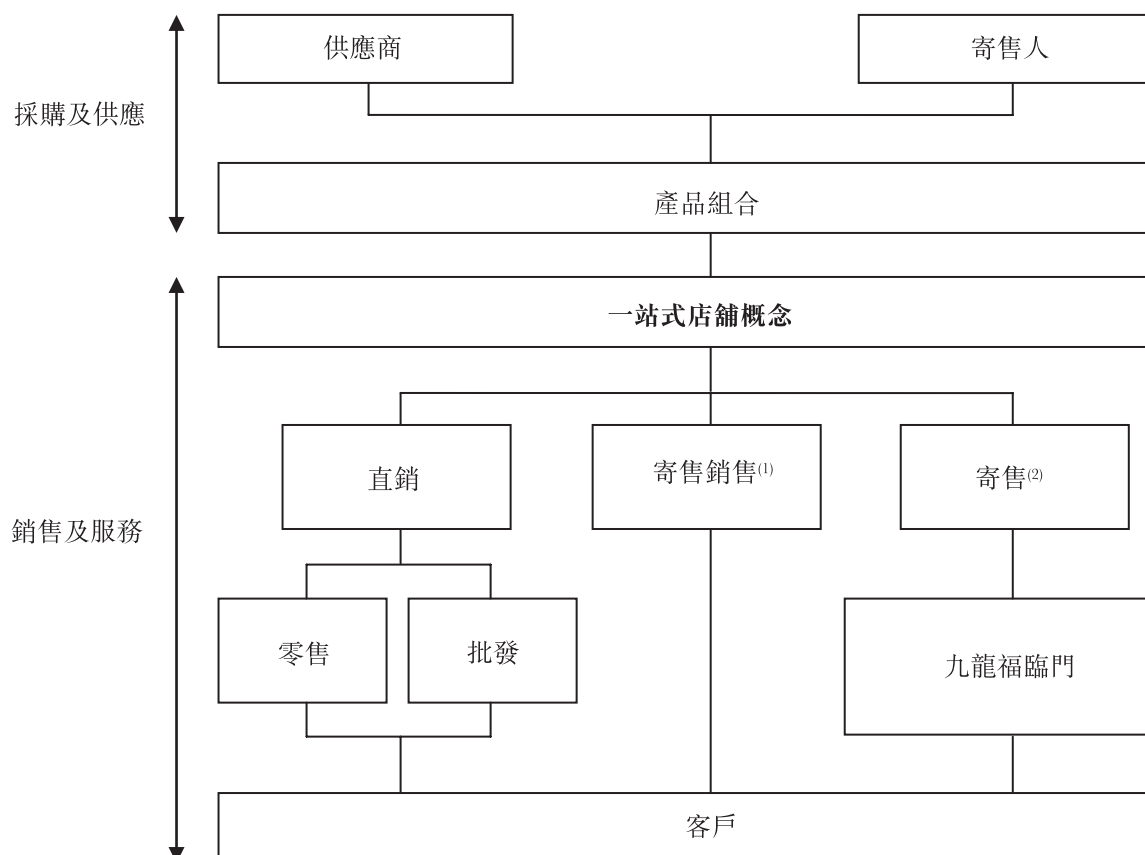 供應商
寄售人
採購及供應
產品組合
一站式店舖概念
直銷
寄售銷售(1)
寄售(2)
銷售及服務
零售
批發
九龍福臨門
客戶